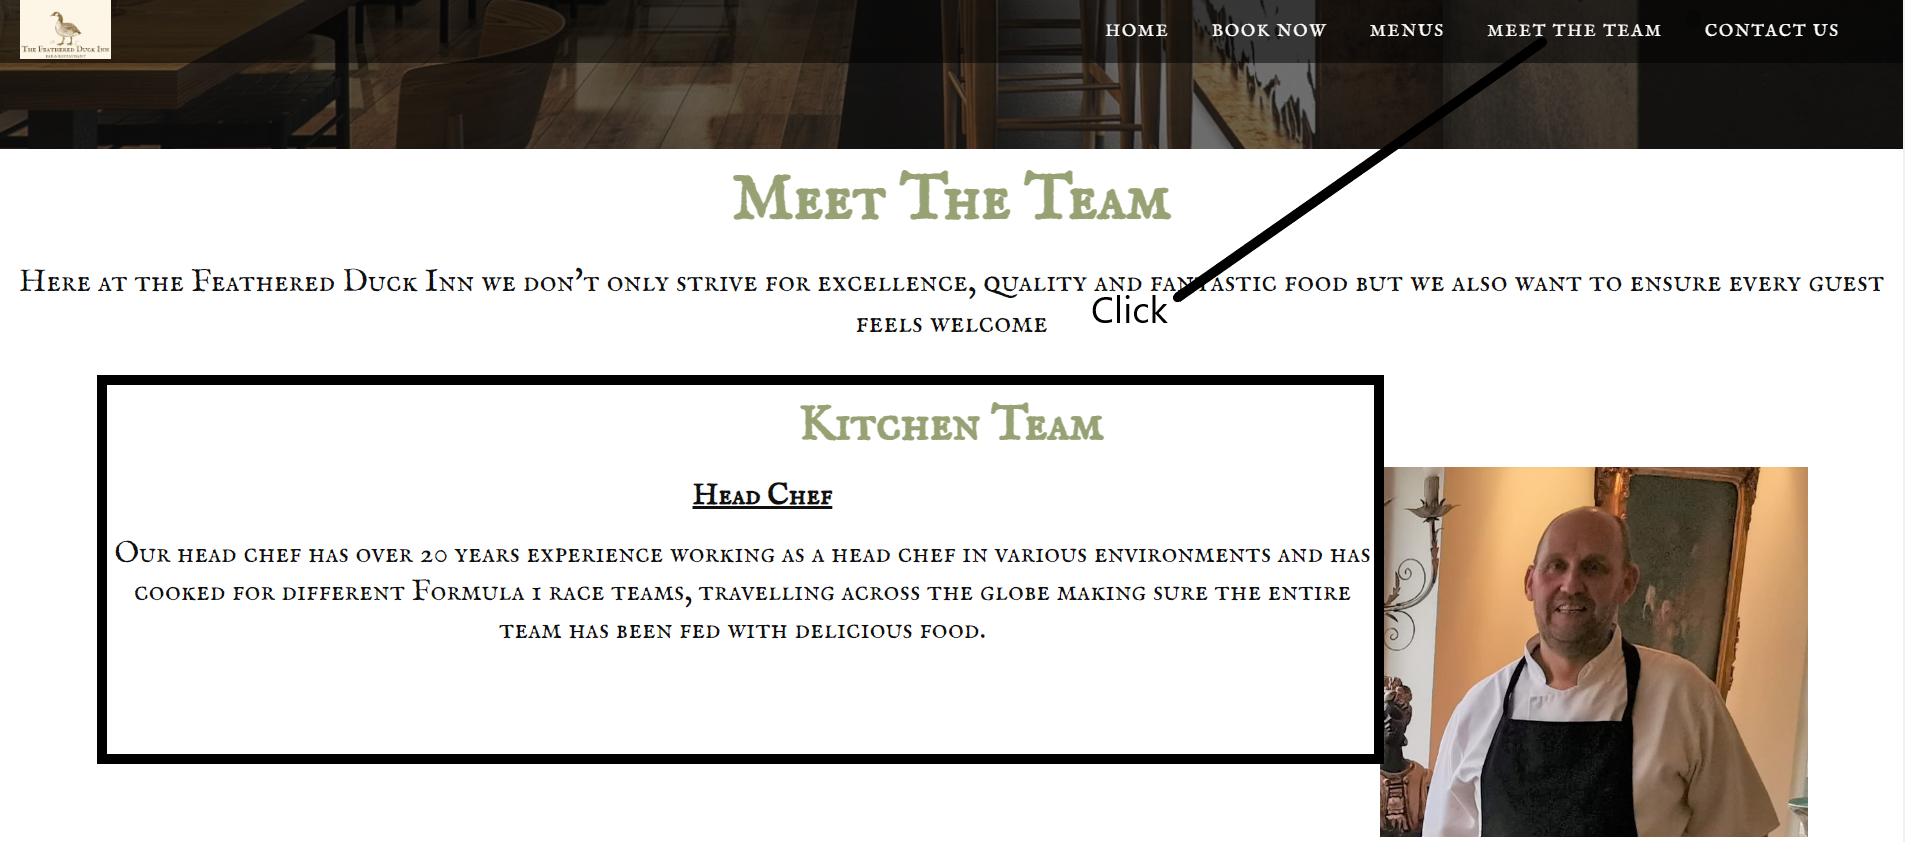 The Feathered Duck Inn
BAR & RESTAURANT
HOME BOOK NOW MENUS MEET THE TEAM CONTACT US
Meet The Team
Here at the Feathered Duck Inn we don't only strive for excellence, quality and fantastic food but we also want to ensure every guest
feels welcome
Click
Kitchen Team
Head Chef
Our head chef has over 20 years experience working as a head chef in various environments and has
cooked for different Formula 1 race teams, travelling across the globe making sure the entire
team has been fed with delicious food.